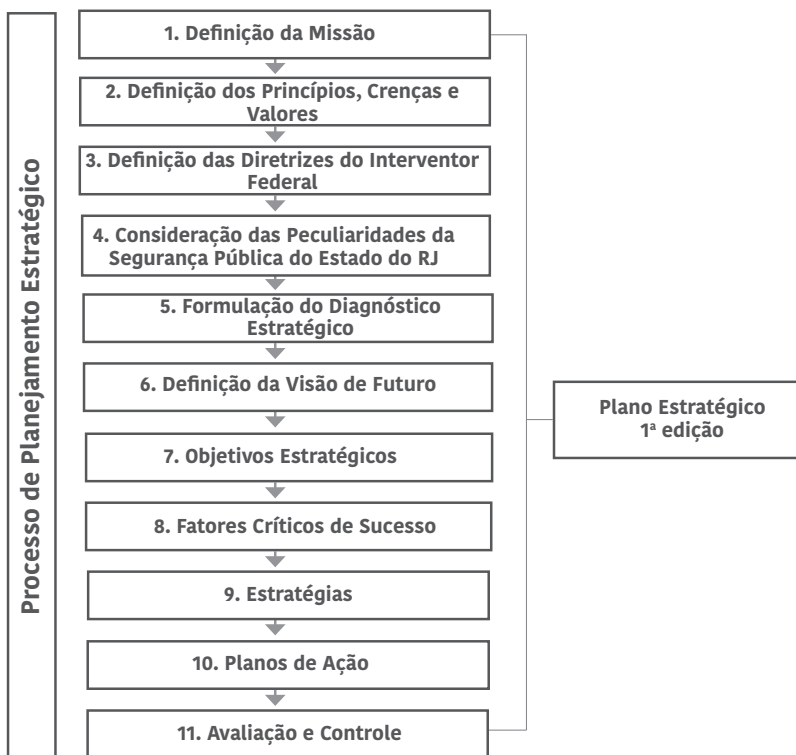 Processo de Planejamento Estratégico
1. Definição da Missão
2. Definição dos Princípios, Crenças e
Valores
3. Definição das Diretrizes do Interventor
Federal
4. Consideração das Peculiaridades da
Segurança Pública do Estado do RJ
5. Formulação do Diagnóstico
Estratégico
6. Definição da Visão de Futuro
7. Objetivos Estratégicos
8. Fatores Críticos de Sucesso
9. Estratégias
10. Planos de Ação
11. Avaliação e Controle
Plano Estratégico
1ª edição